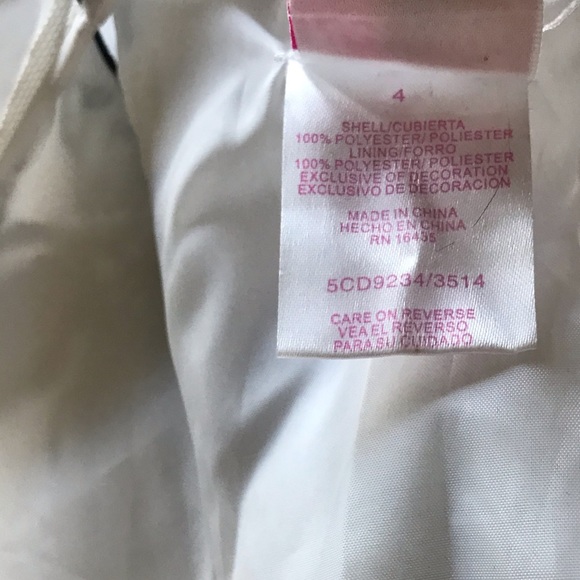 4
SHELL/CUBIERTA
100% POLYESTER/POLIESTER
LINING/FORRO
100% POLYESTER/POLIESTER
EXCLUSIVE OF DECORATION
EXCLUSIVO DE DECORACION
MADE IN CHINA
HECHO EN CHINA
RN 16455
5CD9234/3514
CARE ON REVERSE
VEA EL REVERSO
PARA SU CUIDADO